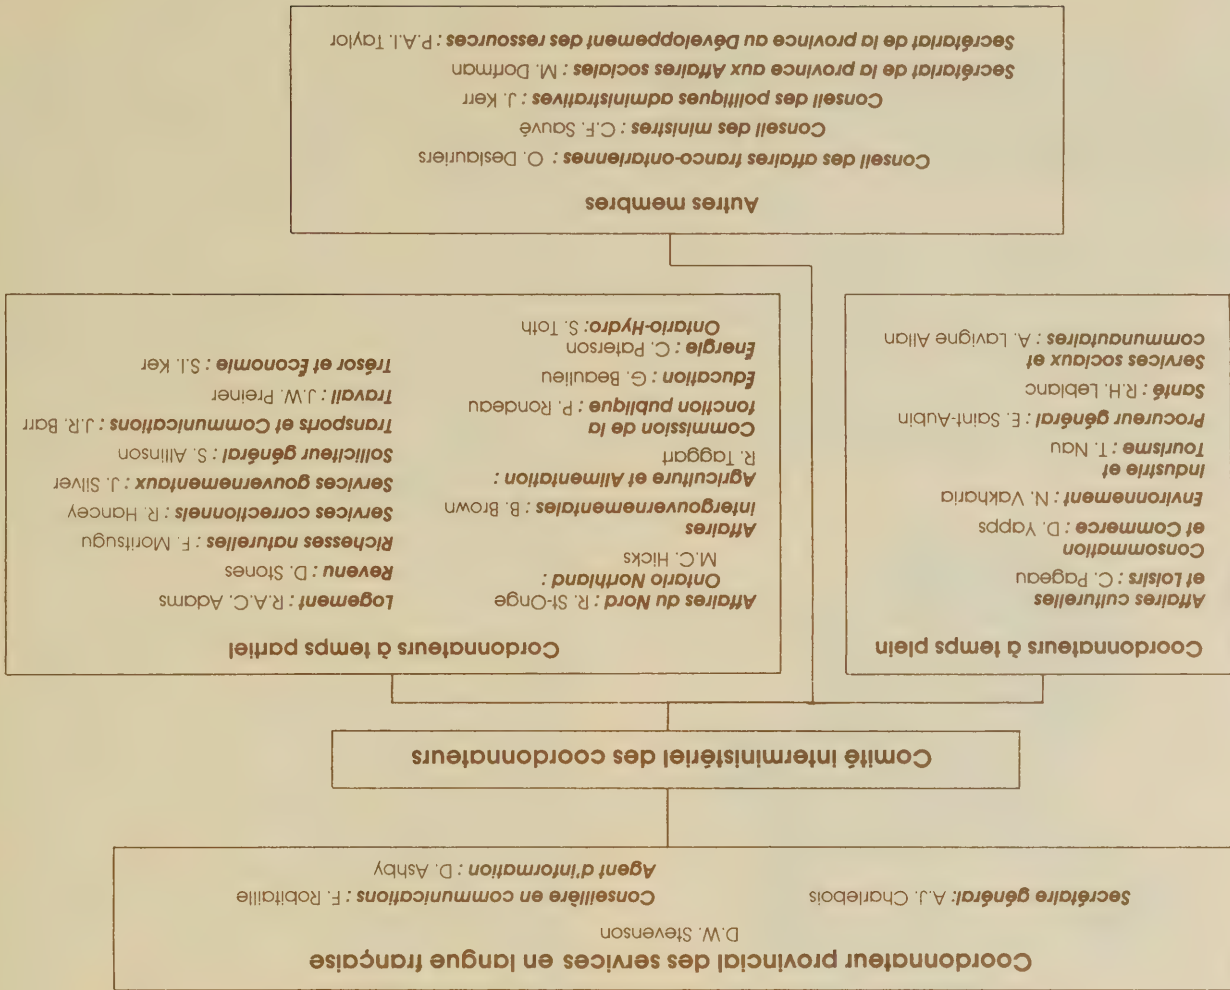 Coordonnateur provincial des services en langue française
D.W. Stevenson
Secrétaire général: A.J. Charlebois
Conseillère en communications : F. Robitaille
Agent d'information : D. Ashby
Comité interministériel des coordonnateurs
Coordonnateurs à temps plein
Affaires culturelles
et Loisirs : C. Pageau
Consommation
et Commerce : D. Yapps
Environnement : N. Vakharia
Industrie et
Tourisme : T. Nau
Procureur général : E. Saint-Aubin
Santé : R.H. Leblanc
Services sociaux et
communautaires : A. Lavigne Allan
Cordonnateurs à temps partiel
Affaires du Nord : R. St-Onge
Ontario Northland :
M.C. Hicks
Affaires
intergouvernementales : B. Brown
Agriculture et Alimentation :
R. Taggart
Commission de la
fonction publique : P. Rondeau
Éducation : G. Beaulieu
Énergie : C. Paterson
Ontario-Hydro: S. Toth
Logement : R.A.C. Adams
Revenu : D. Stones
Richesses naturelles : F. Moritsugu
Services correctionnels : R. Hancey
Services gouvernementaux : J. Silver
Solliciteur général : S. Allinson
Transports et Communications : J.R. Barr
Travail : J.W. Preiner
Trésor et Économie : S.I. Ker
Autres membres
Conseil des affaires franco-ontariennes : O. Deslauriers
Conseil des ministres : C.F. Sauvé
Conseil des politiques administratives : J. Kerr
Secrétariat de la province aux Affaires sociales : M. Dorfman
Secrétariat de la province au Développement des ressources : P.A.I. Taylor